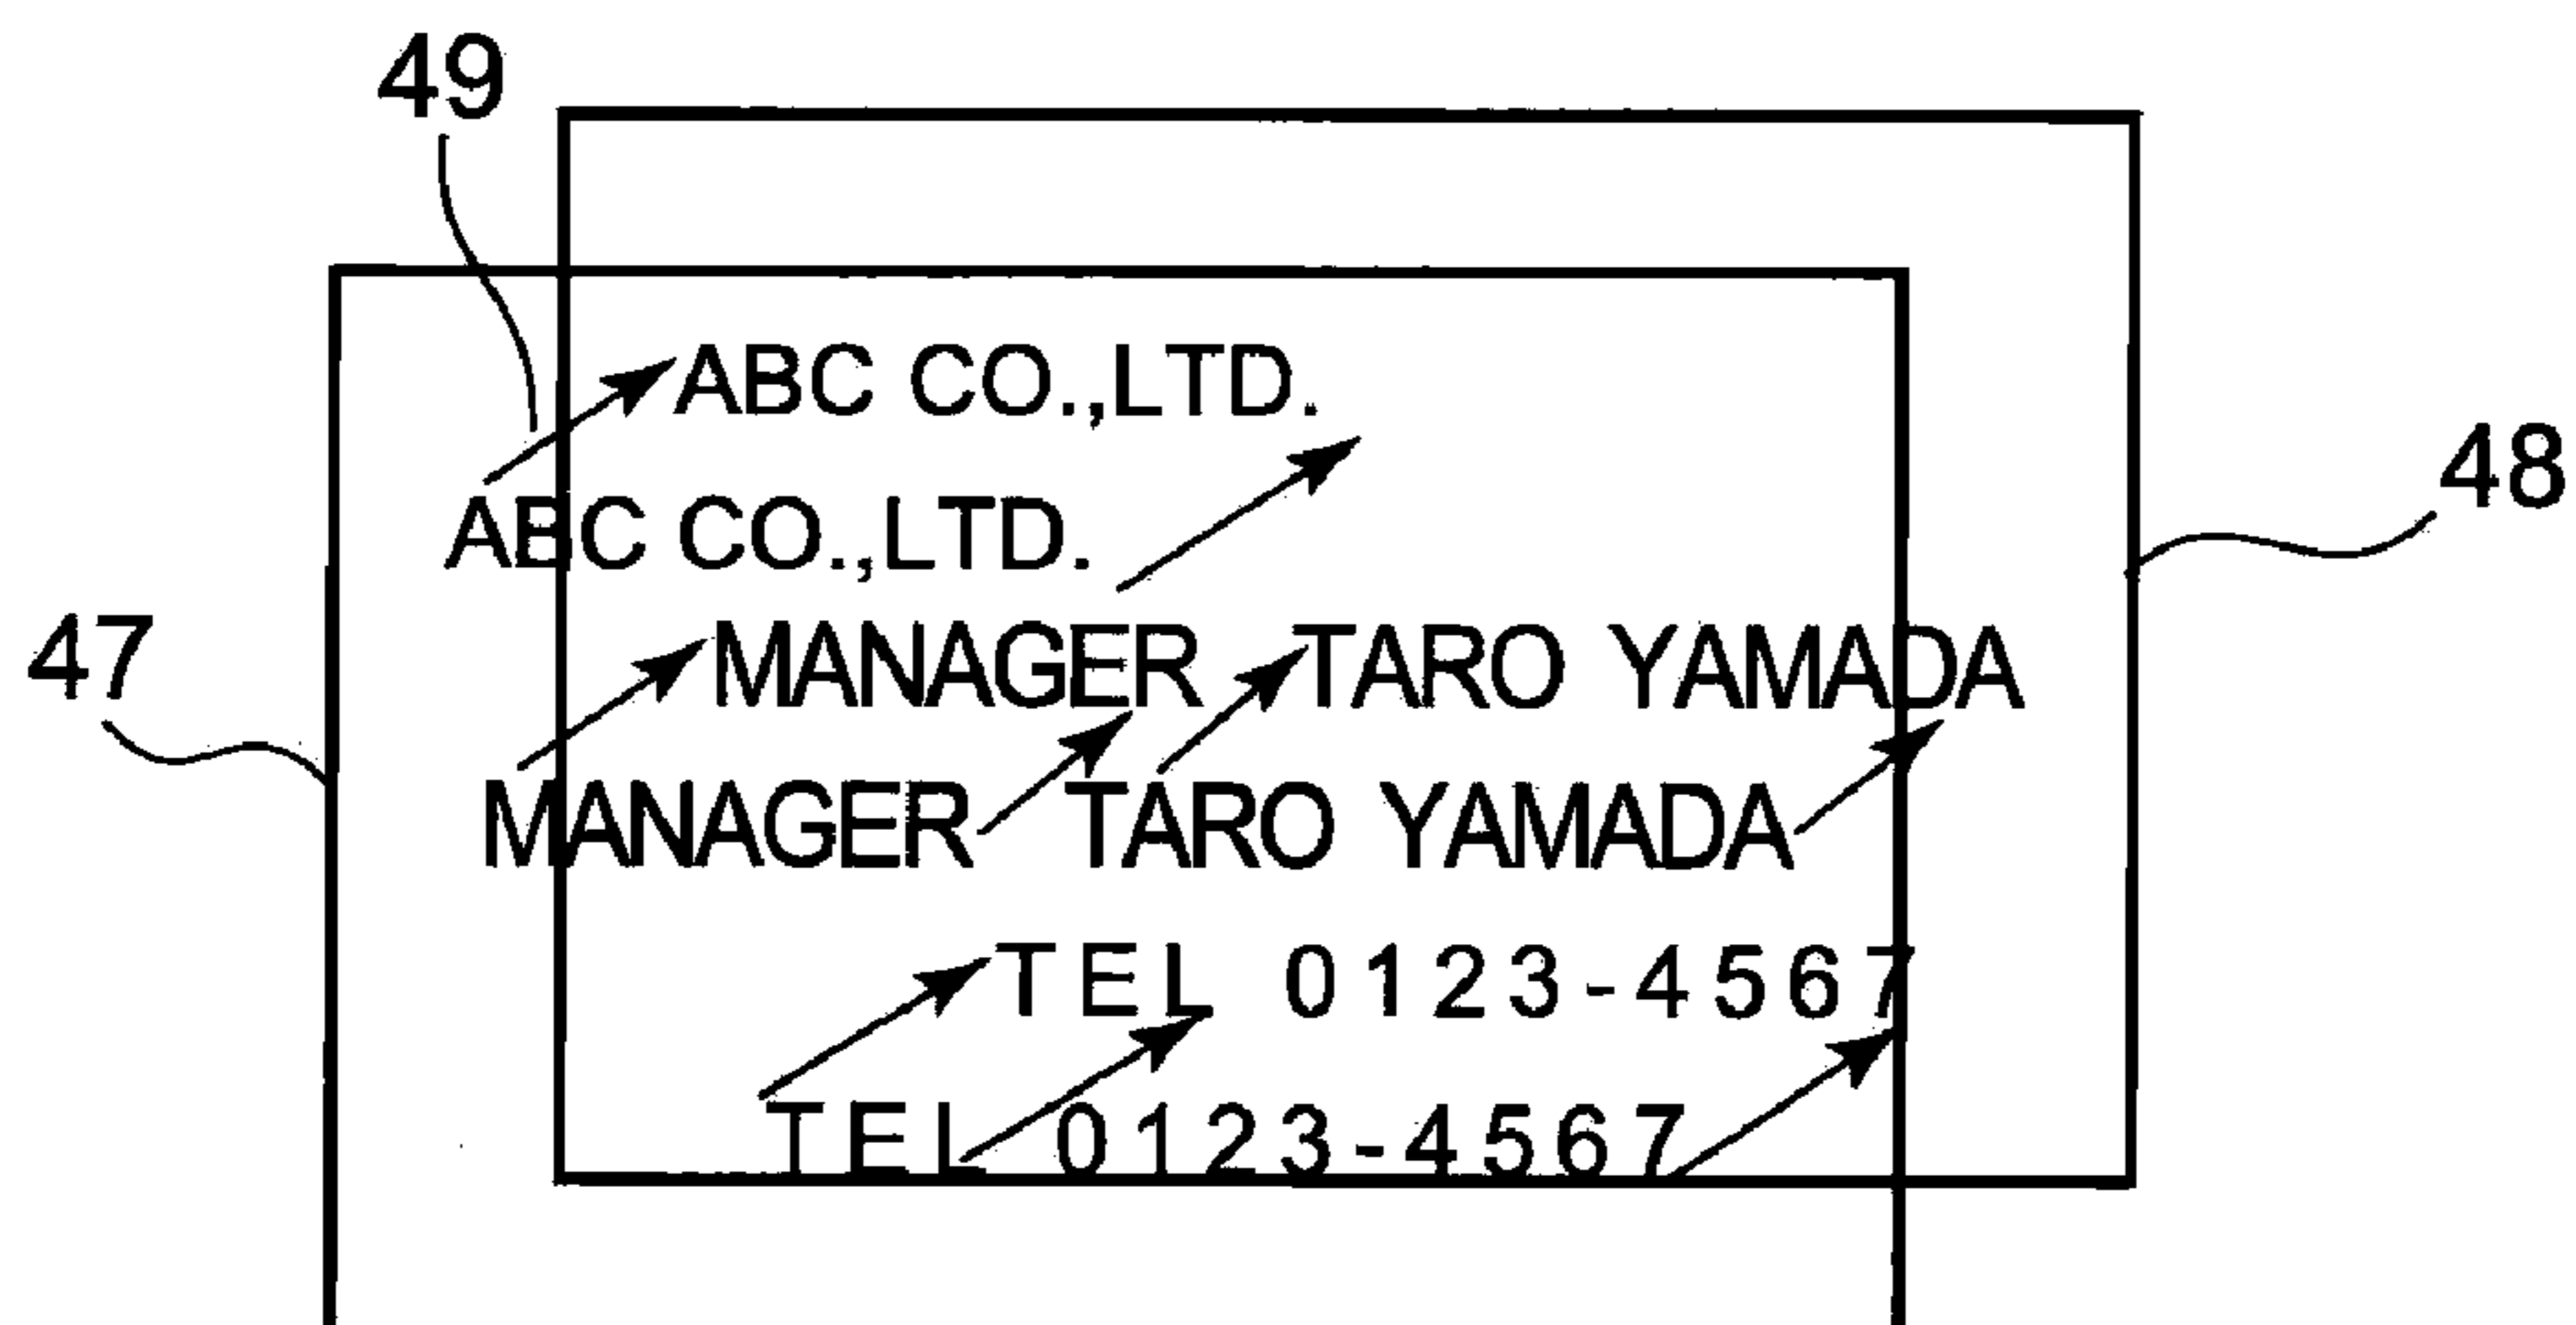 49
ABC CO.,LTD.
48
ABC CO.,LTD.
47
MANAGER TARO YAMADA
MANAGER TARO YAMADA
TEL 0123-4567
TEL 0123-4567